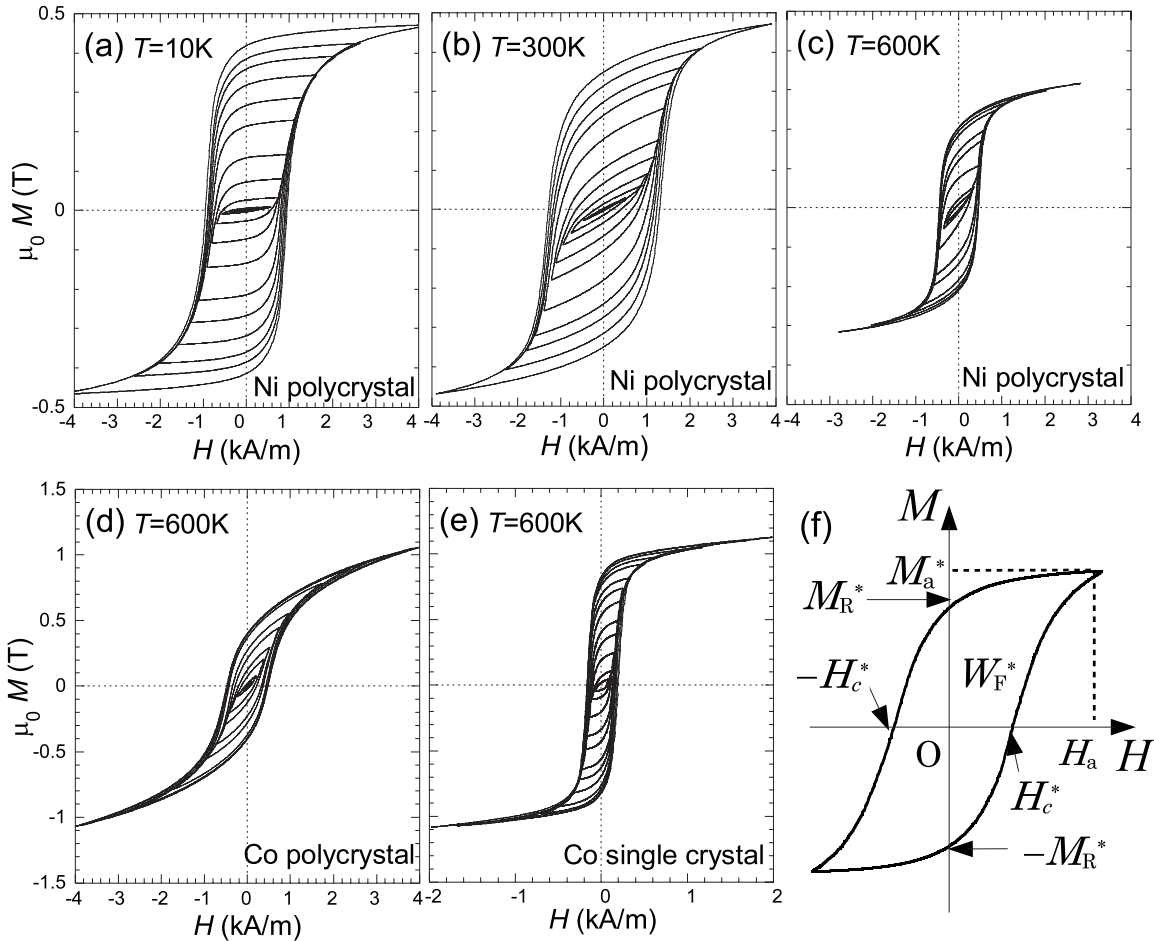 (a) T=10K
(b) T=300K
(c) T=600K
0.5
0
-0.5
μ₀ M (T)
Ni polycrystal
Ni polycrystal
Ni polycrystal
-4 -3 -2 -1 0 1 2 3 4
-4 -3 -2 -1 0 1 2 3 4
-4 -3 -2 -1 0 1 2 3 4
H (kA/m)
H (kA/m)
H (kA/m)
(d) T=600K
(e) T=600K
(f)
1.5
1
0.5
0
-0.5
-1
-1.5
μ₀ M (T)
Co polycrystal
Co single crystal
-4 -3 -2 -1 0 1 2 3 4
-2 -1 0 1 2
H (kA/m)
H (kA/m)
M
Mₐ*
M_R*
−H_c*
W_F*
O
Hₐ
H
H_c*
−M_R*